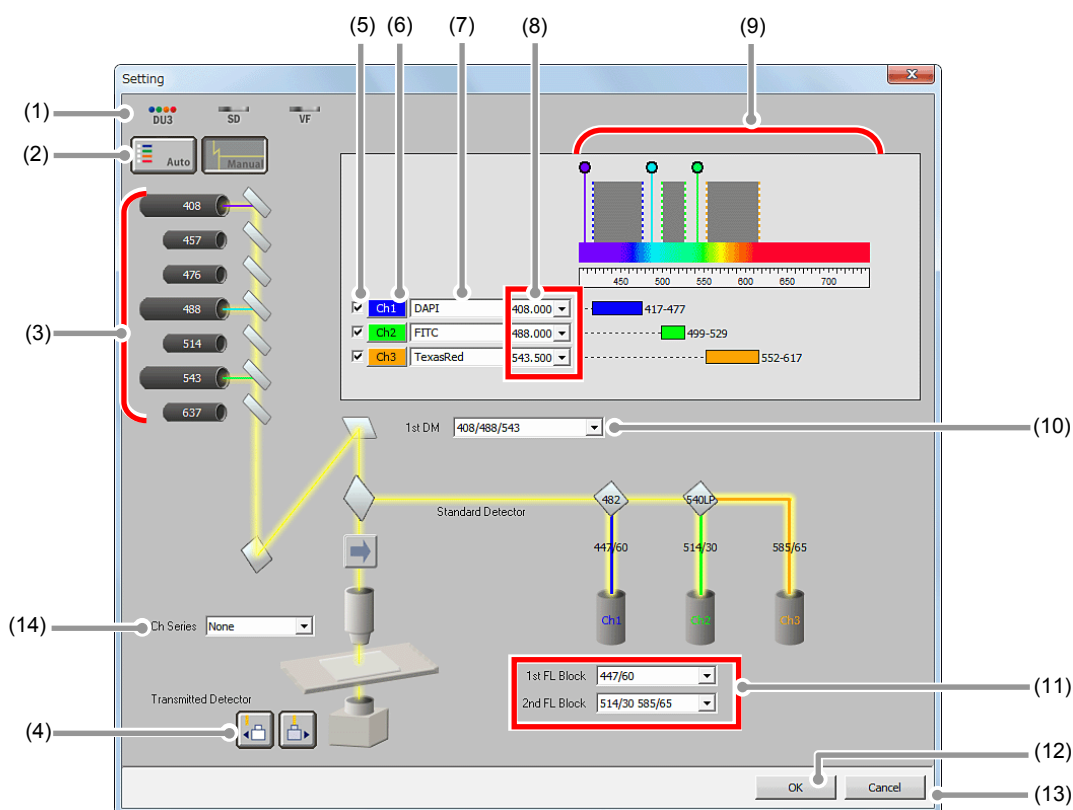 (5) (6) (7) (8) (9)
Setting
(1) DU3 SD VF
(2) Auto Manual
408
457
476
488
(3)
514
543
637
450 500 550 600 650 700
Ch1 DAPI 408.000 417-477
Ch2 FITC 488.000 499-529
Ch3 TexasRed 543.500 552-617
1st DM 408/488/543 (10)
482 540LP
Standard Detector
447/60 514/30 585/65
Ch1 Ch2 Ch3
(14) Ch Series None
1st FL Block 447/60
(11)
2nd FL Block 514/30 585/65
Transmitted Detector
(4)
(12)
OK Cancel
(13)